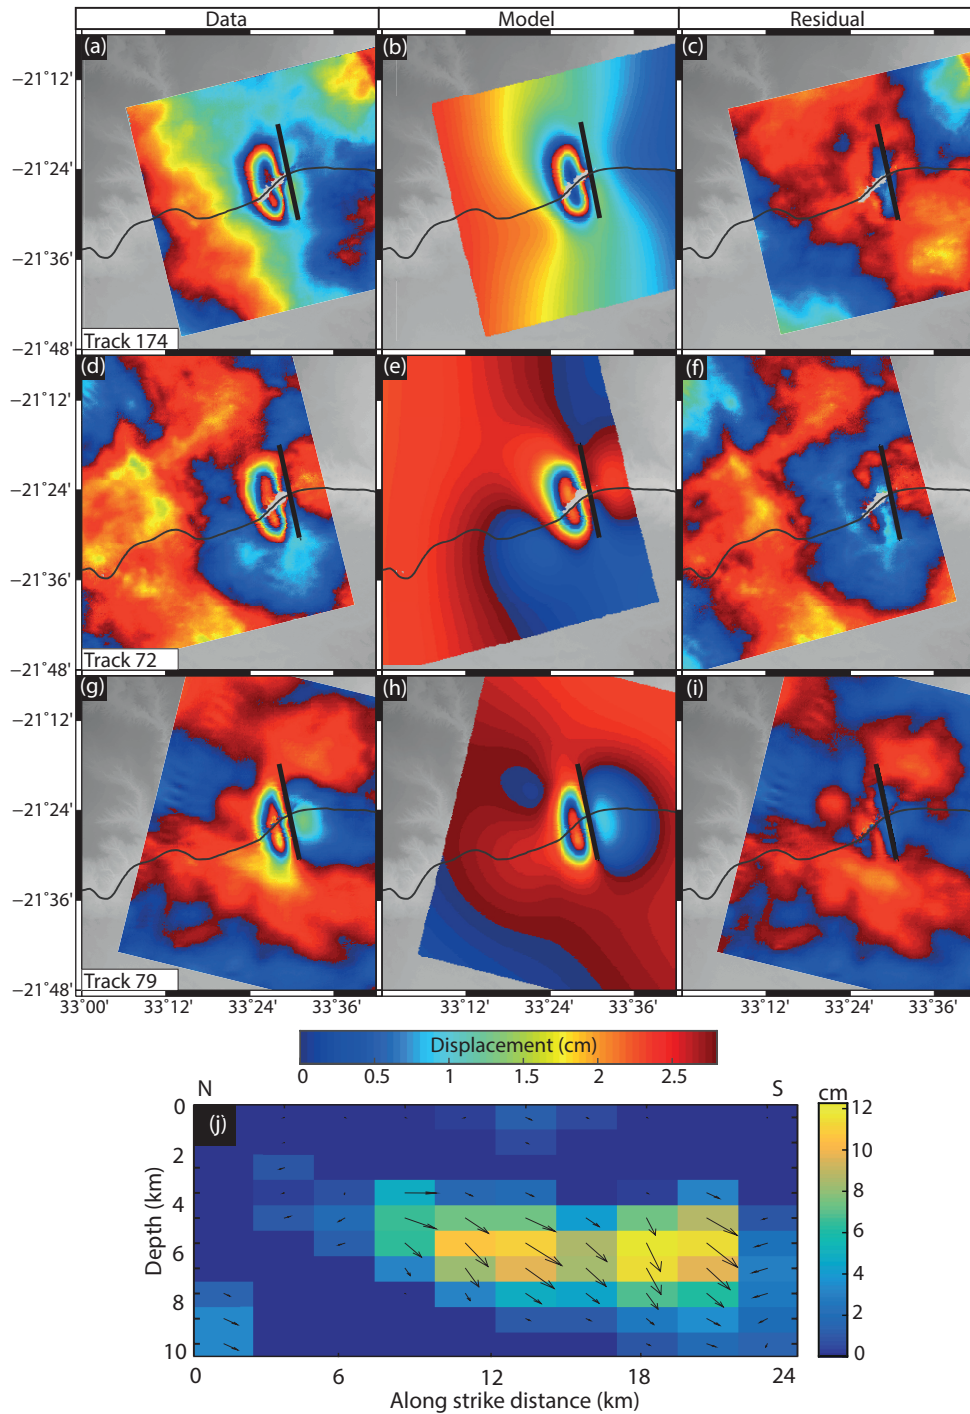 Data Model Residual
(a) (b) (c)
−21˚12'
−21˚24'
−21˚36'
Track 174
−21˚48'
(d) (e) (f)
−21˚12'
−21˚24'
−21˚36'
Track 72
−21˚48'
(g) (h) (i)
−21˚12'
−21˚24'
−21˚36'
Track 79
−21˚48'
33˚00' 33˚12' 33˚24' 33˚36' 33˚12' 33˚24' 33˚36' 33˚12' 33˚24' 33˚36'
Displacement (cm)
0 0.5 1 1.5 2 2.5
N S cm
(j)
0 2 4 6 8 10
Depth (km)
12 10 8 6 4 2 0
0 6 12 18 24
Along strike distance (km)